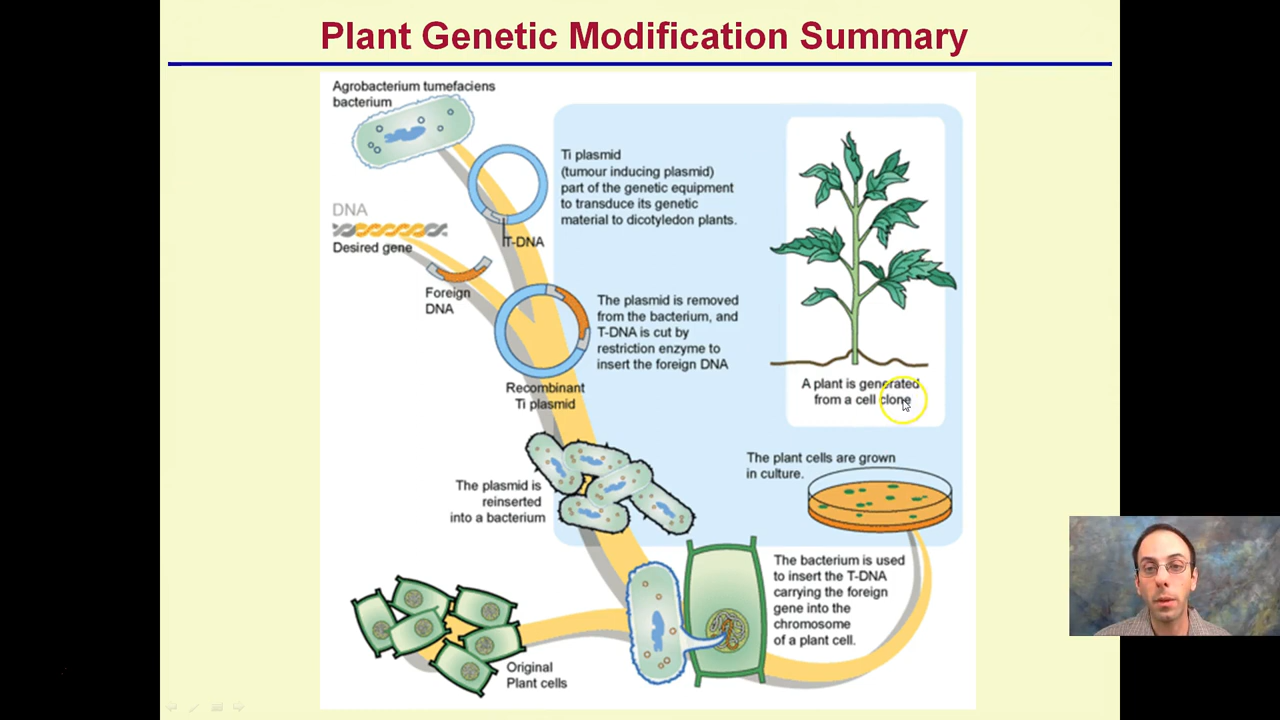 Plant Genetic Modification Summary
Agrobacterium tumefaciens
bacterium
Ti plasmid
(tumour inducing plasmid)
part of the genetic equipment
to transduce its genetic
material to dicotyledon plants.
DNA
Desired gene
T-DNA
Foreign
DNA
The plasmid is removed
from the bacterium, and
T-DNA is cut by
restriction enzyme to
insert the foreign DNA
Recombinant
Ti plasmid
A plant is generated
from a cell clone
The plasmid is
reinserted
into a bacterium
The plant cells are grown
in culture.
The bacterium is used
to insert the T-DNA
carrying the foreign
gene into the
chromosome
of a plant cell.
Original
Plant cells